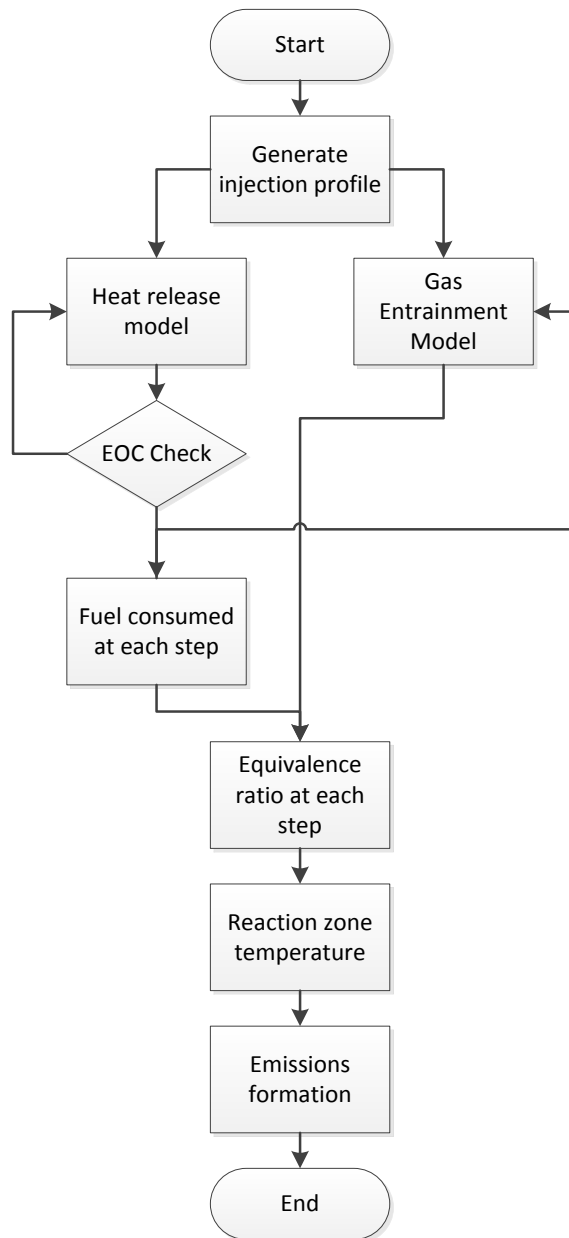 Start
Generate
injection profile
Heat release
model
Gas
Entrainment
Model
EOC Check
Fuel consumed
at each step
Equivalence
ratio at each
step
Reaction zone
temperature
Emissions
formation
End